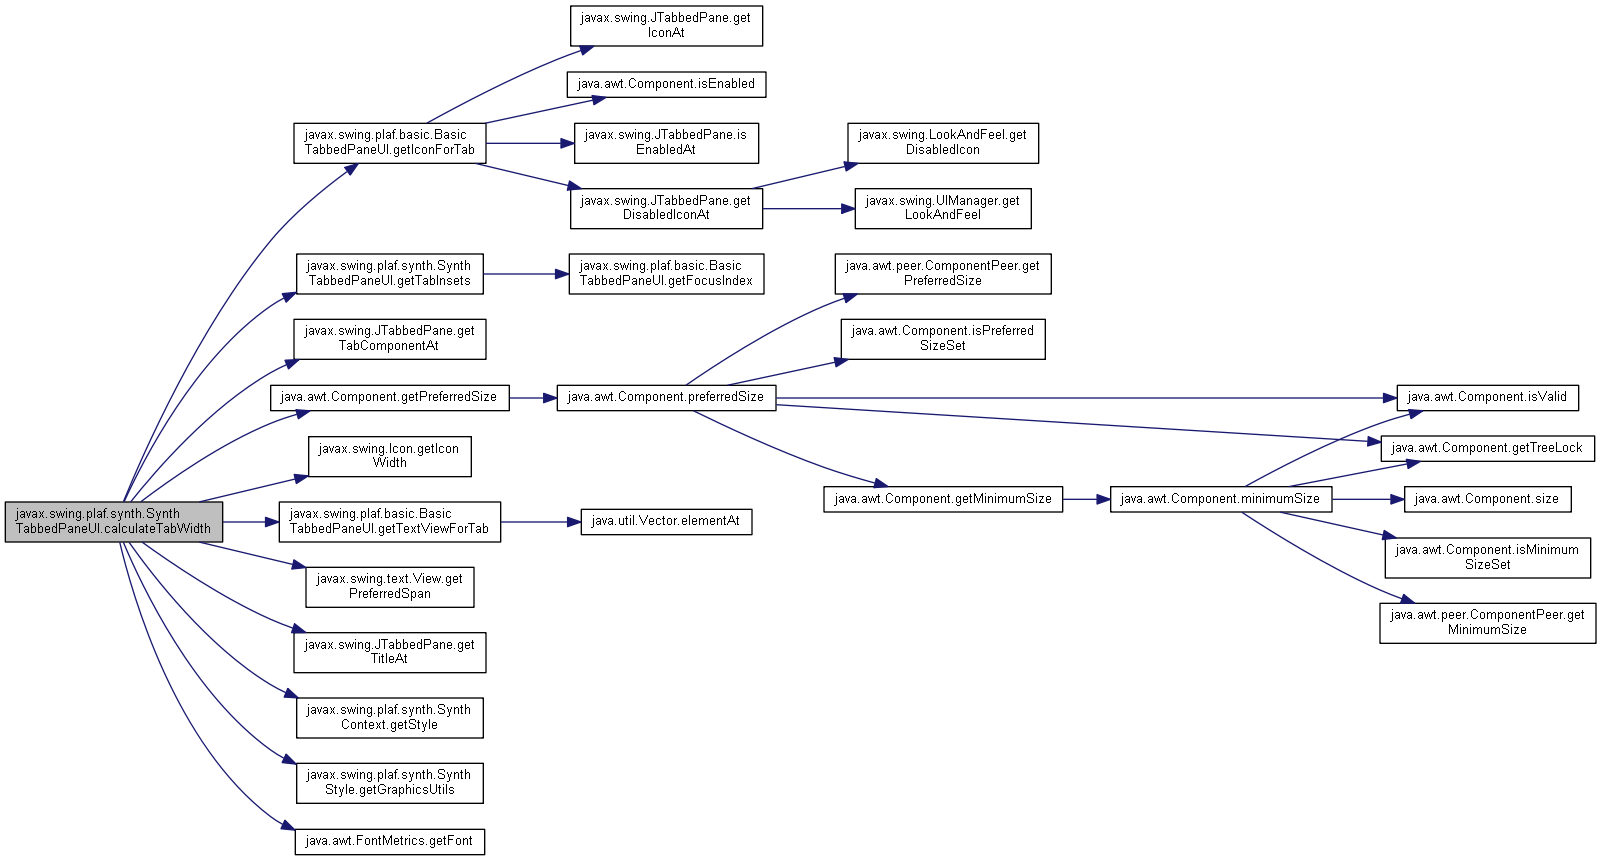 javax.swing.JTabbedPane.get
IconAt
java.awt.Component.isEnabled
javax.swing.plaf.basic.Basic
TabbedPaneUI.getIconForTab
javax.swing.JTabbedPane.is
EnabledAt
javax.swing.LookAndFeel.get
DisabledIcon
javax.swing.JTabbedPane.get
DisabledIconAt
javax.swing.UIManager.get
LookAndFeel
javax.swing.plaf.synth.Synth
TabbedPaneUI.getTabInsets
javax.swing.plaf.basic.Basic
TabbedPaneUI.getFocusIndex
java.awt.peer.ComponentPeer.get
PreferredSize
javax.swing.JTabbedPane.get
TabComponentAt
java.awt.Component.isPreferred
SizeSet
java.awt.Component.getPreferredSize
java.awt.Component.preferredSize
java.awt.Component.isValid
javax.swing.Icon.getIcon
Width
java.awt.Component.getTreeLock
java.awt.Component.getMinimumSize
java.awt.Component.minimumSize
java.awt.Component.size
javax.swing.plaf.synth.Synth
TabbedPaneUI.calculateTabWidth
javax.swing.plaf.basic.Basic
TabbedPaneUI.getTextViewForTab
java.util.Vector.elementAt
java.awt.Component.isMinimum
SizeSet
javax.swing.text.View.get
PreferredSpan
java.awt.peer.ComponentPeer.get
MinimumSize
javax.swing.JTabbedPane.get
TitleAt
javax.swing.plaf.synth.Synth
Context.getStyle
javax.swing.plaf.synth.Synth
Style.getGraphicsUtils
java.awt.FontMetrics.getFont